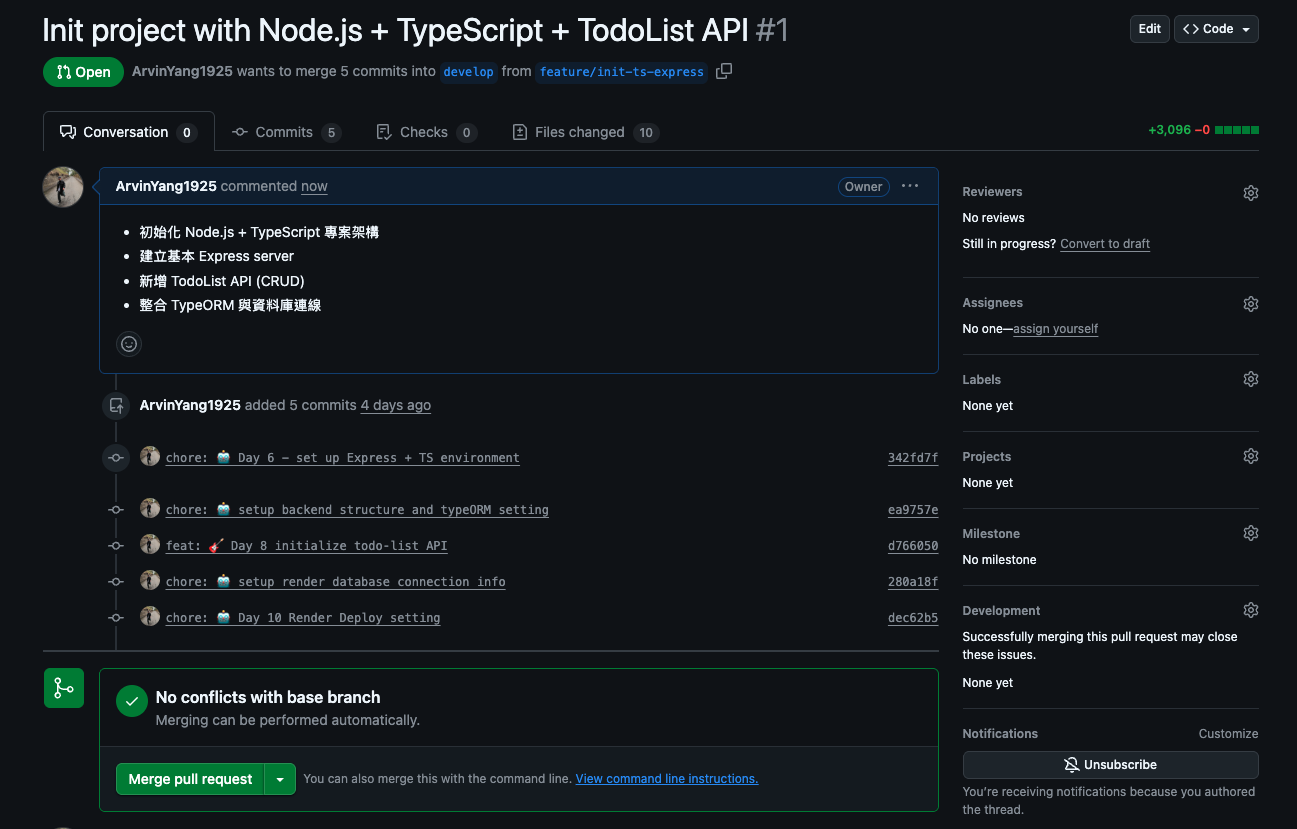 Init project with Node.js + TypeScript + TodoList API #1
Edit
<> Code
Open
ArvinYang1925 wants to merge 5 commits into develop from feature/init-ts-express
Conversation 0
Commits 5
Checks 0
Files changed 10
+3,096 −0
ArvinYang1925 commented now
Owner
初始化 Node.js + TypeScript 專案架構
建立基本 Express server
新增 TodoList API (CRUD)
整合 TypeORM 與資料庫連線
ArvinYang1925 added 5 commits 4 days ago
chore: 🤖 Day 6 – set up Express + TS environment 342fd7f
chore: 🤖 setup backend structure and typeORM setting ea9757e
feat: 🎸 Day 8 initialize todo-list API d766050
chore: 🤖 setup render database connection info 280a18f
chore: 🤖 Day 10 Render Deploy setting dec62b5
No conflicts with base branch
Merging can be performed automatically.
Merge pull request
You can also merge this with the command line. View command line instructions.
Reviewers
No reviews
Still in progress? Convert to draft
Assignees
No one—assign yourself
Labels
None yet
Projects
None yet
Milestone
No milestone
Development
Successfully merging this pull request may close
these issues.
None yet
Notifications
Customize
Unsubscribe
You're receiving notifications because you authored
the thread.